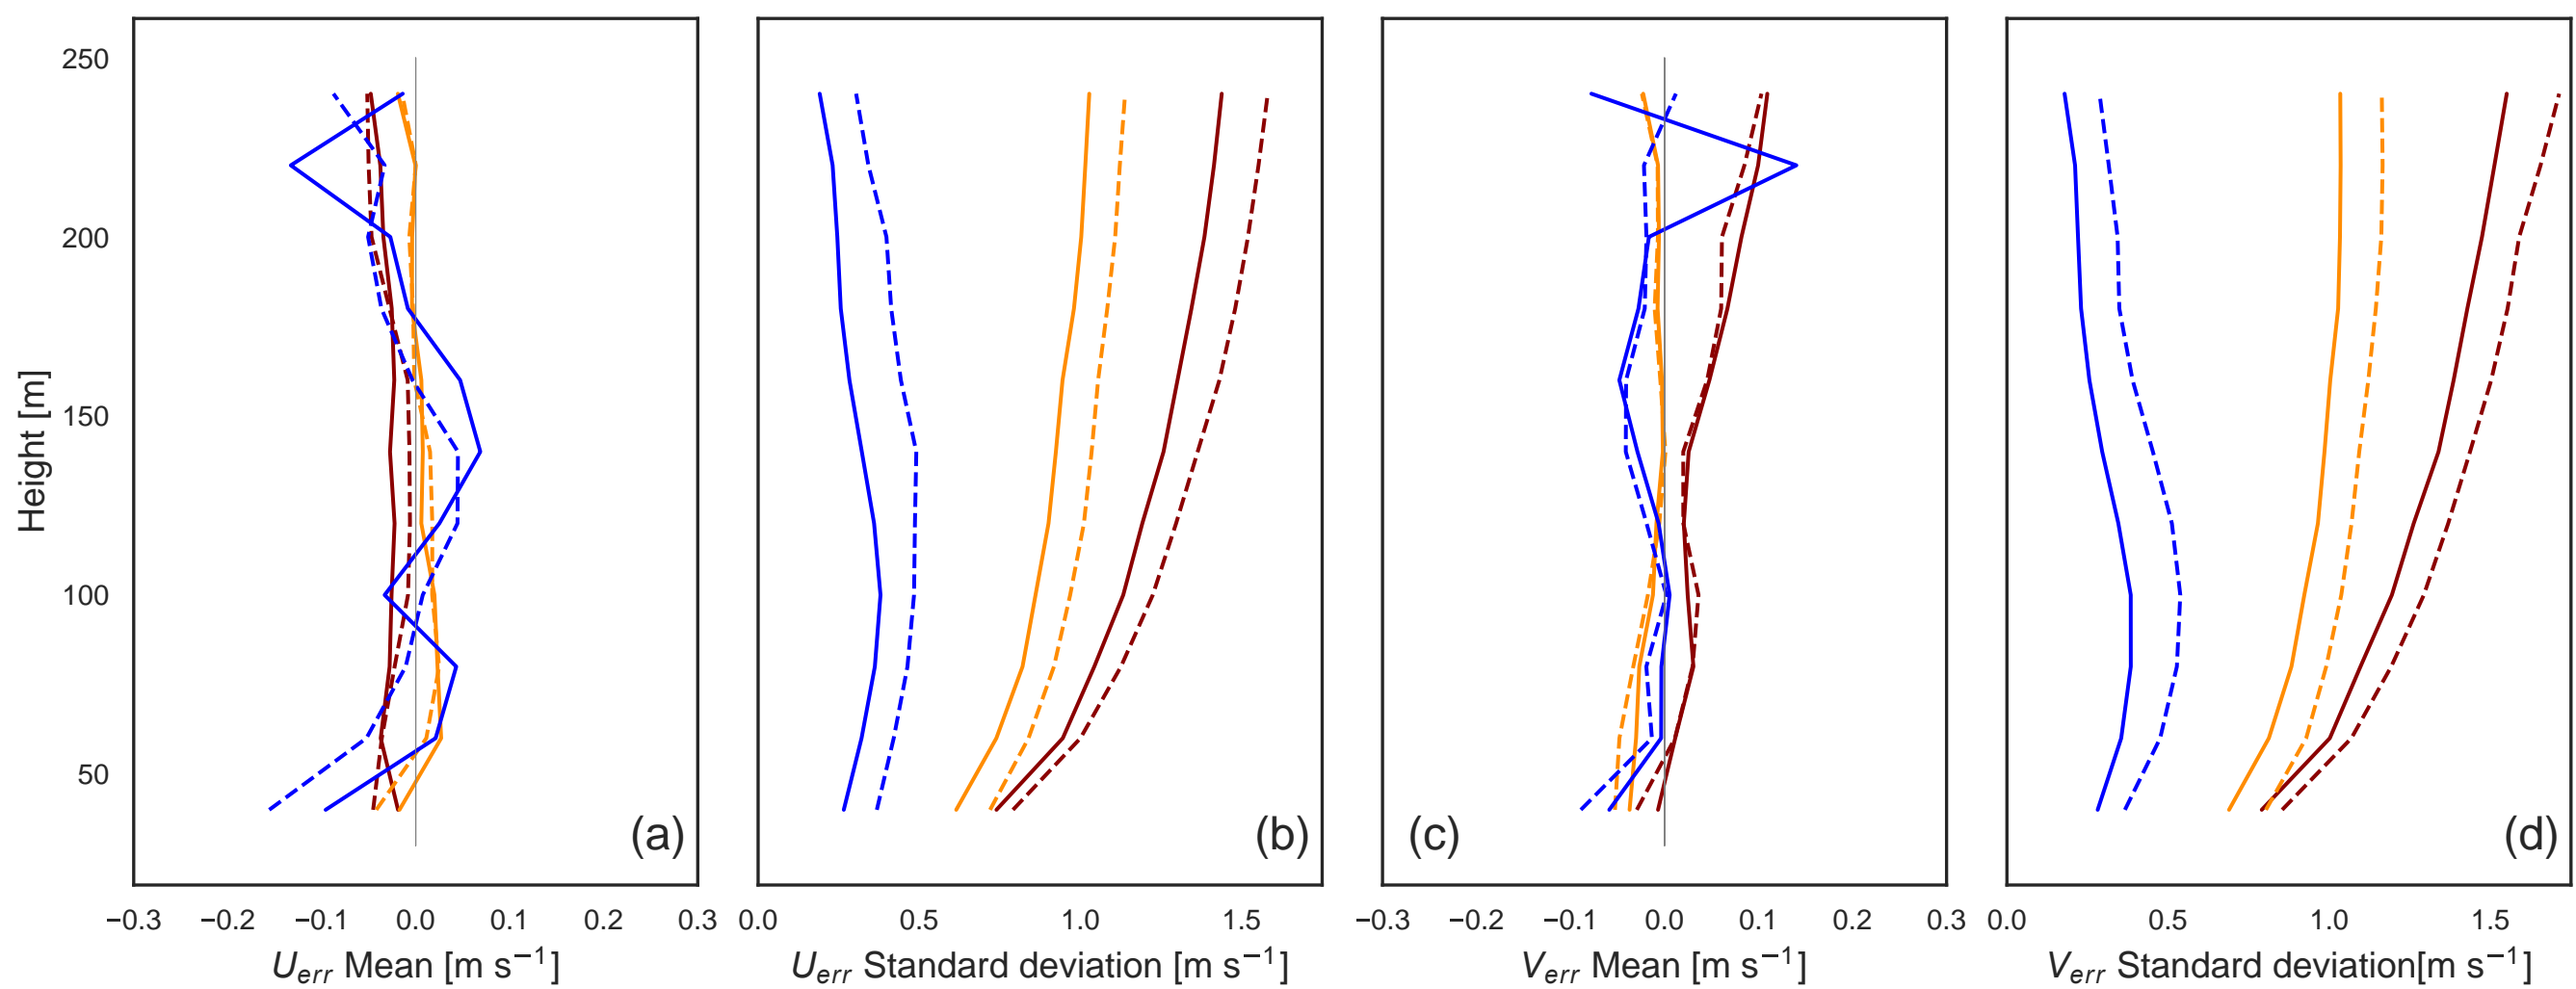 Height [m]
250
200
150
100
50
(a)
(b)
(c)
(d)
−0.3 −0.2 −0.1 0.0 0.1 0.2 0.3
0.0 0.5 1.0 1.5
−0.3 −0.2 −0.1 0.0 0.1 0.2 0.3
0.0 0.5 1.0 1.5
U_err Mean [m s⁻¹]
U_err Standard deviation [m s⁻¹]
V_err Mean [m s⁻¹]
V_err Standard deviation[m s⁻¹]